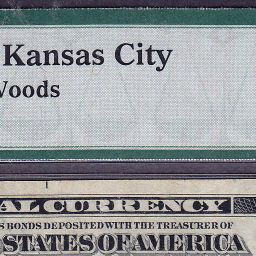 Kansas City
Woods
AL CURRENCY
S BONDS DEPOSITED WITH THE TREASURER OF
STATES OF AMERICA